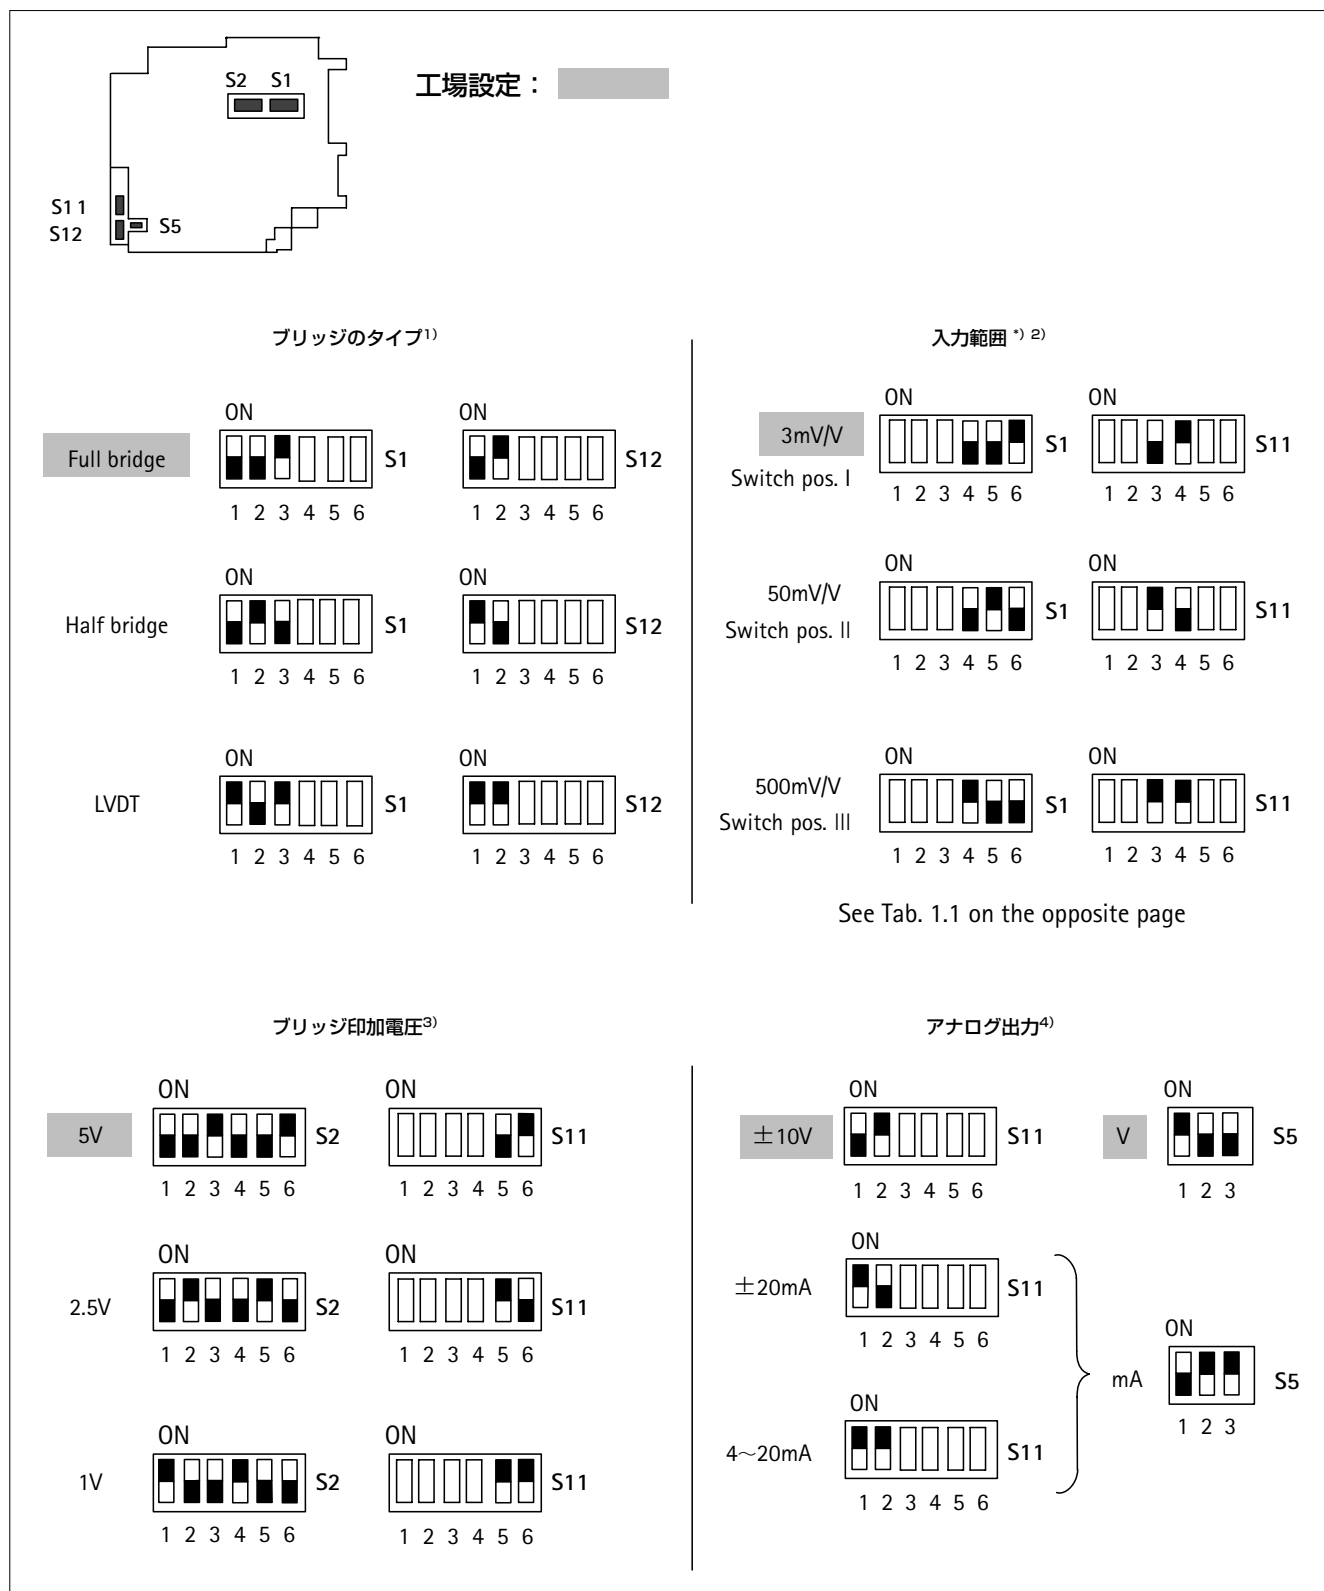 S2 S1
工場設定：
S11
S12
S5
ブリッジのタイプ1)
ON ON
Full bridge S1 S12
1 2 3 4 5 6 1 2 3 4 5 6
ON ON
Half bridge S1 S12
1 2 3 4 5 6 1 2 3 4 5 6
ON ON
LVDT S1 S12
1 2 3 4 5 6 1 2 3 4 5 6
入力範囲 *) 2)
ON ON
3mV/V S1 S11
Switch pos. I
1 2 3 4 5 6 1 2 3 4 5 6
ON ON
50mV/V S1 S11
Switch pos. II
1 2 3 4 5 6 1 2 3 4 5 6
ON ON
500mV/V S1 S11
Switch pos. III
1 2 3 4 5 6 1 2 3 4 5 6
See Tab. 1.1 on the opposite page
ブリッジ印加電圧3)
ON ON
5V S2 S11
1 2 3 4 5 6 1 2 3 4 5 6
ON ON
2.5V S2 S11
1 2 3 4 5 6 1 2 3 4 5 6
ON ON
1V S2 S11
1 2 3 4 5 6 1 2 3 4 5 6
アナログ出力4)
ON ON
±10V S11 V S5
1 2 3 4 5 6 1 2 3
ON
±20mA S11
1 2 3 4 5 6
ON
mA S5
1 2 3
ON
4～20mA S11
1 2 3 4 5 6